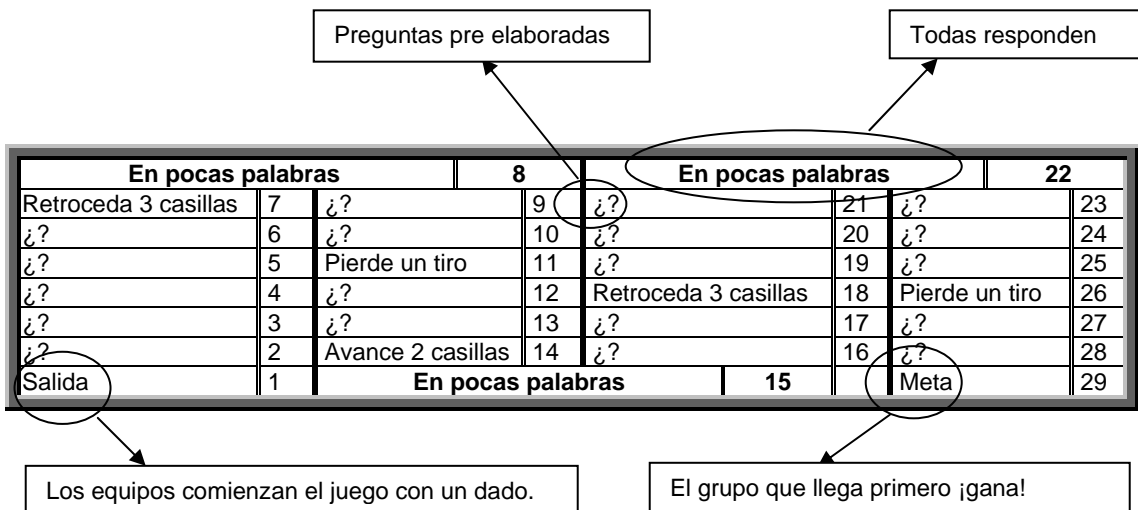 Preguntas pre elaboradas Todas responden
En pocas palabras 8 En pocas palabras 22
Retroceda 3 casillas 7 ¿? 9 ¿? 21 ¿? 23
¿? 6 ¿? 10 ¿? 20 ¿? 24
¿? 5 Pierde un tiro 11 ¿? 19 ¿? 25
¿? 4 ¿? 12 Retroceda 3 casillas 18 Pierde un tiro 26
¿? 3 ¿? 13 ¿? 17 ¿? 27
¿? 2 Avance 2 casillas 14 ¿? 16 ¿? 28
Salida 1 En pocas palabras 15 Meta 29
Los equipos comienzan el juego con un dado. El grupo que llega primero ¡gana!